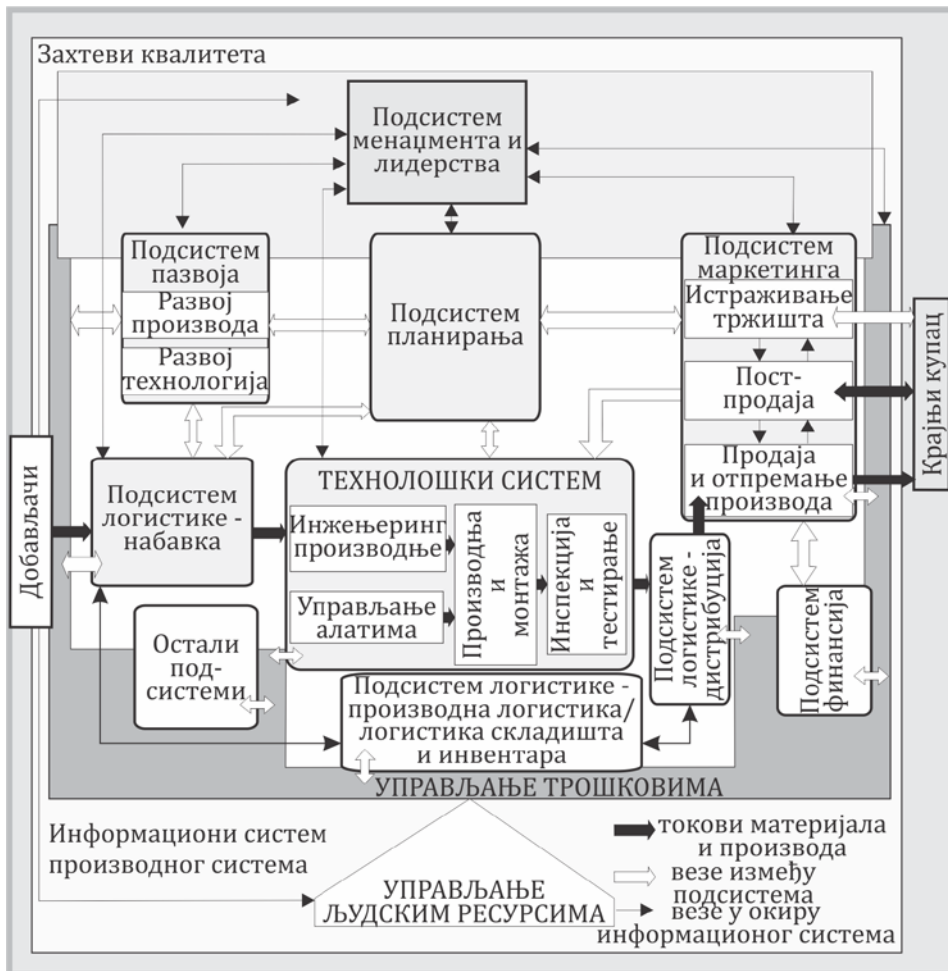 Захтеви квалитета
Подсистем
менаџмента и
лидерства
Подсистем
пазвоја
Развој
производа
Развој
технологија
Подсистем
планирања
Подсистем
маркетинга
Истраживање
тржишта
Пост-
продаја
Продаја
и отпремање
производа
Крајњи купац
Добављачи
Подсистем
логистике -
набавка
ТЕХНОЛОШКИ СИСТЕМ
Инжењеринг
производње
Управљање
алатима
Производња
и
монтажа
Инспекција
и
тестирање
Подсистем
логистике -
дистрибуција
Подсистем
финансија
Остали
под-
системи
Подсистем логистике -
производна логистика/
логистика складишта
и инвентара
УПРАВЉАЊЕ ТРОШКОВИМА
Информациони систем
производног система
УПРАВЉАЊЕ
ЉУДСКИМ РЕСУРСИМА
токови материјала
и производа
везе између
подсистема
везе у окиру
информационог система